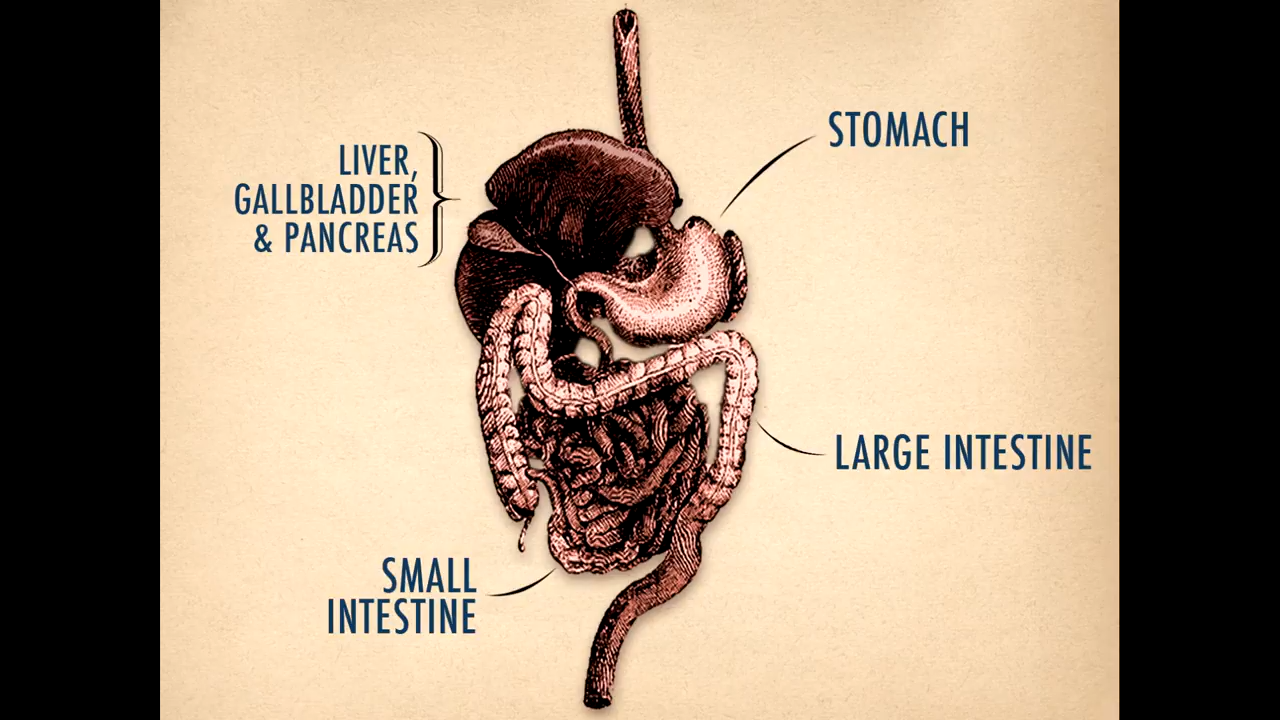 STOMACH
LIVER,
GALLBLADDER
& PANCREAS
LARGE INTESTINE
SMALL
INTESTINE